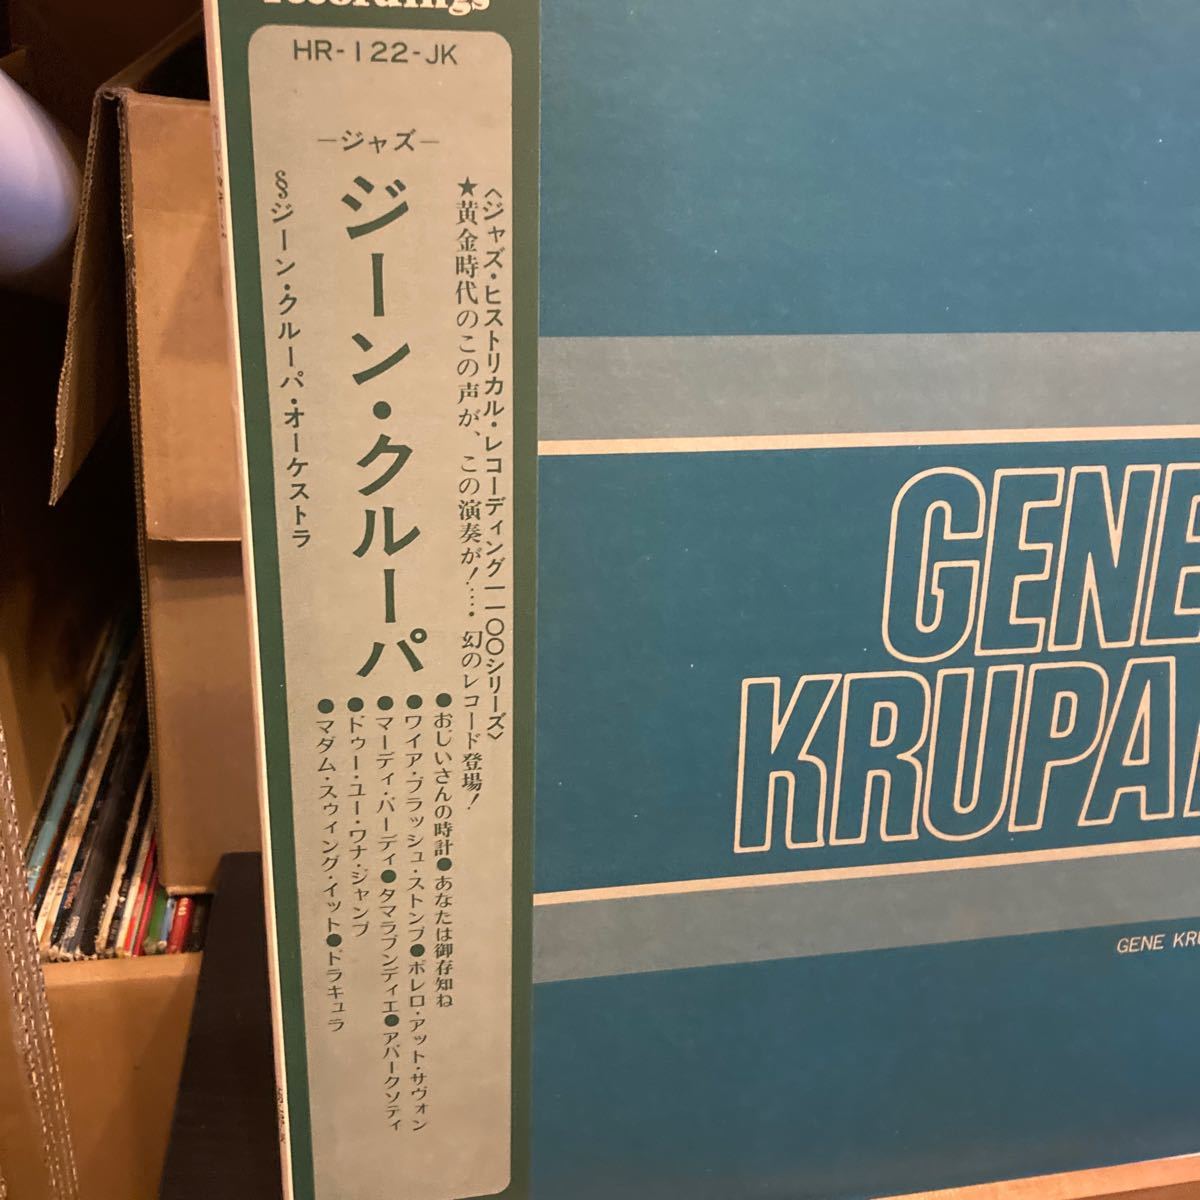 recordings
HR-122-JK
―ジャズ―
〈ジャズ・ヒストリカル・レコーディング一一〇〇シリーズ〉
★黄金時代のこの声が、この演奏が!‥‥幻のレコード登場!
ジーン・クルーパ
§ジーン・クルーパ・オーケストラ
●おじいさんの時計●あなたは御存知ね
●ワイア・ブラッシュ・ストンプ●ボレロ・アット・サヴォン
●マーディ・バーディ●タマラブンディエ●アパークソティ
●ドゥー・ユー・ワナ・ジャンプ
●マダム・スウィング・イット●ドラキュラ
GENE
KRUPA
GENE KRU